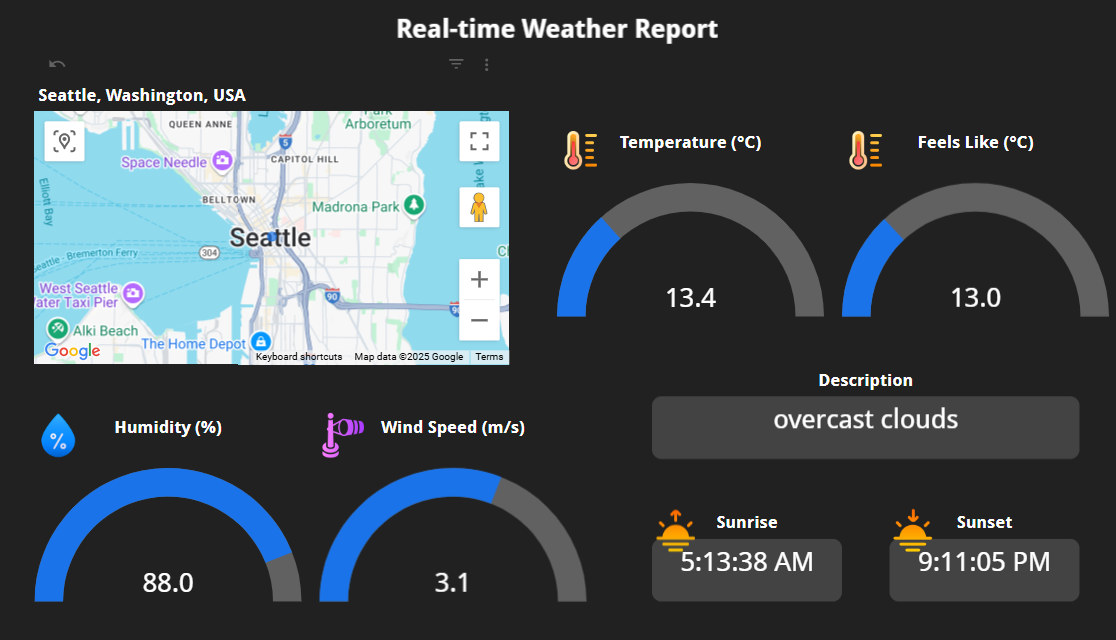 Real-time Weather Report
Seattle, Washington, USA
QUEEN ANNE
Arboretum
5
Space Needle
CAPITOL HILL
Elliott Bay
BELLTOWN
Madrona Park
Seattle
304
Seattle - Bremerton Ferry
90
West Seattle
ater Taxi Pier
Alki Beach
The Home Depot
Google
Keyboard shortcuts
Map data ©2025 Google
Terms
Temperature (°C)
13.4
Feels Like (°C)
13.0
Humidity (%)
%
88.0
Wind Speed (m/s)
3.1
Description
overcast clouds
Sunrise
5:13:38 AM
Sunset
9:11:05 PM